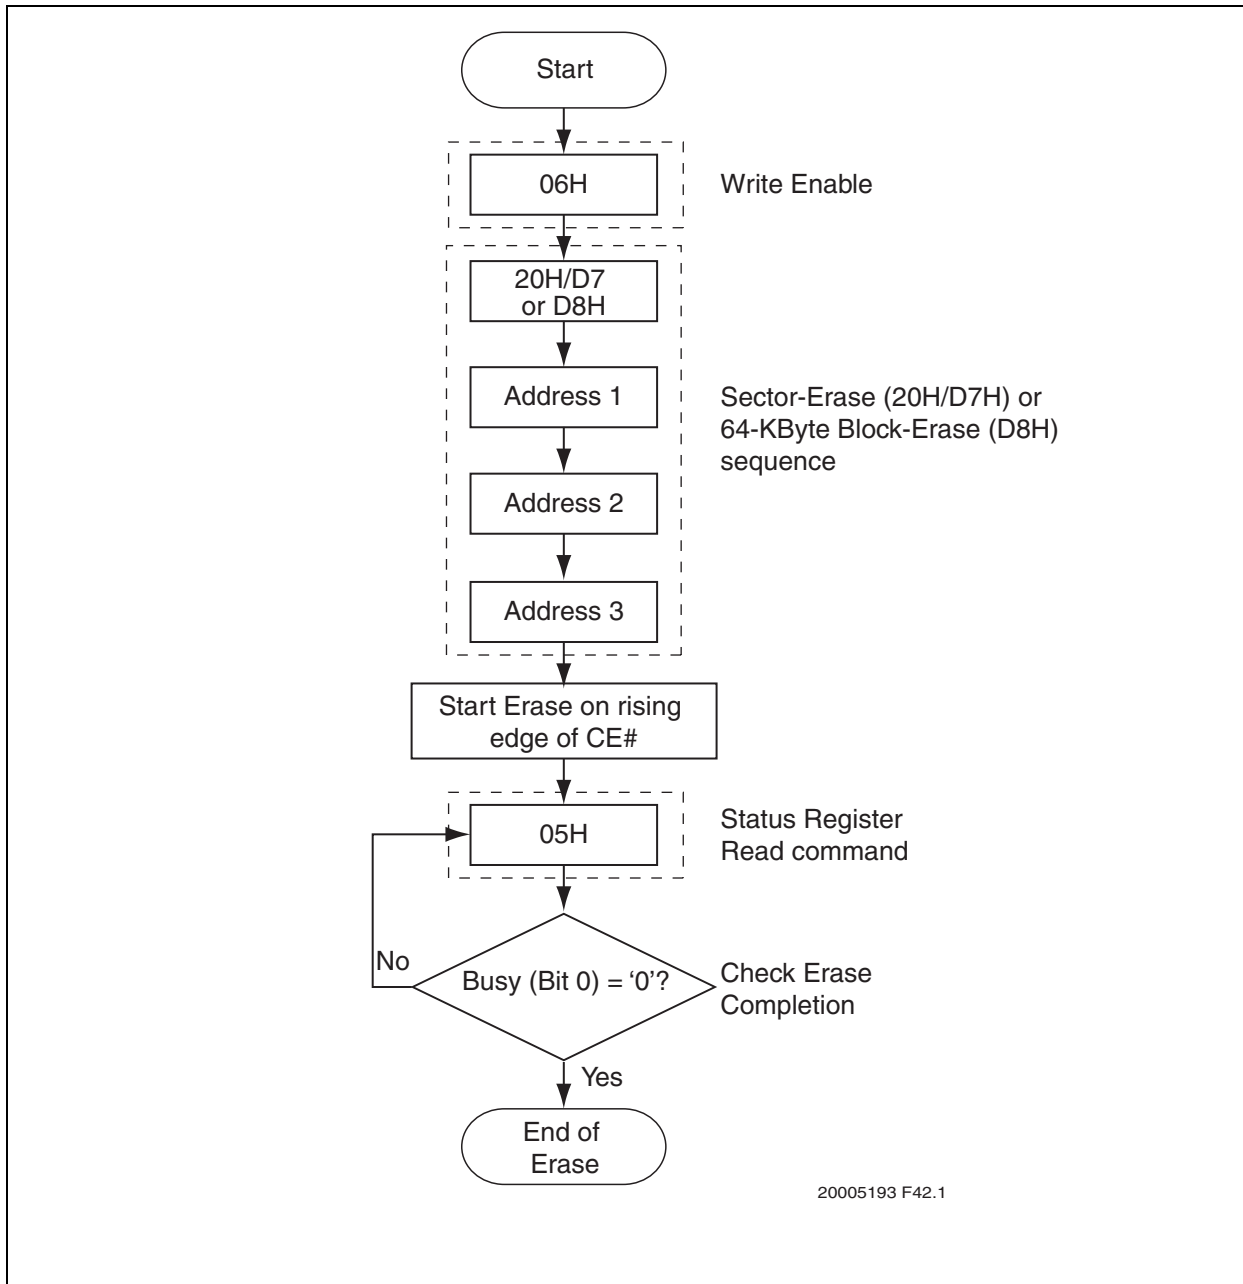 Start
06H
Write Enable
20H/D7
or D8H
Address 1
Sector-Erase (20H/D7H) or
64-KByte Block-Erase (D8H)
sequence
Address 2
Address 3
Start Erase on rising
edge of CE#
05H
Status Register
Read command
No
Busy (Bit 0) = ‘0’?
Check Erase
Completion
Yes
End of
Erase
20005193 F42.1